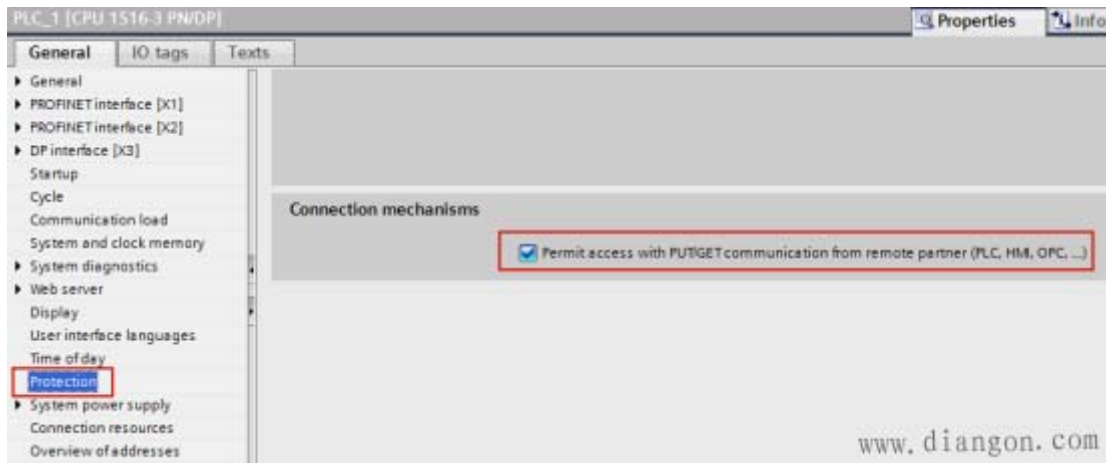 PLC_1 [CPU 1516-3 PN/DP]
Properties
Info
General
IO tags
Texts
General
PROFINET interface [X1]
PROFINET interface [X2]
DP interface [X3]
Startup
Cycle
Communication load
System and clock memory
System diagnostics
Web server
Display
User interface languages
Time of day
Protection
System power supply
Connection resources
Overview of addresses
Connection mechanisms
Permit access with PUT/GET communication from remote partner (PLC, HMI, OPC, ...)
www.diangon.com